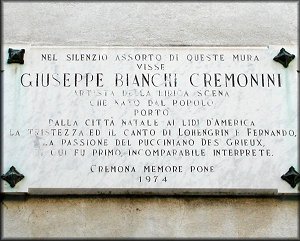 NEL SILENZIO ASSORTO DI QUESTE MURA
VISSE
GIUSEPPE BIANCHI CREMONINI
ARTISTA DELLA LIRICA SCENA
CHE NATO DAL POPOLO
PORTÒ
DALLA CITTÀ NATALE AI LIDI D'AMERICA
LA TRISTEZZA ED IL CANTO DI LOHENGRIN E FERNANDO,
LA PASSIONE DEL PUCCINIANO DES GRIEUX,
DI CUI FU PRIMO, INCOMPARABILE INTERPRETE.
CREMONA MEMORE PONE
1974